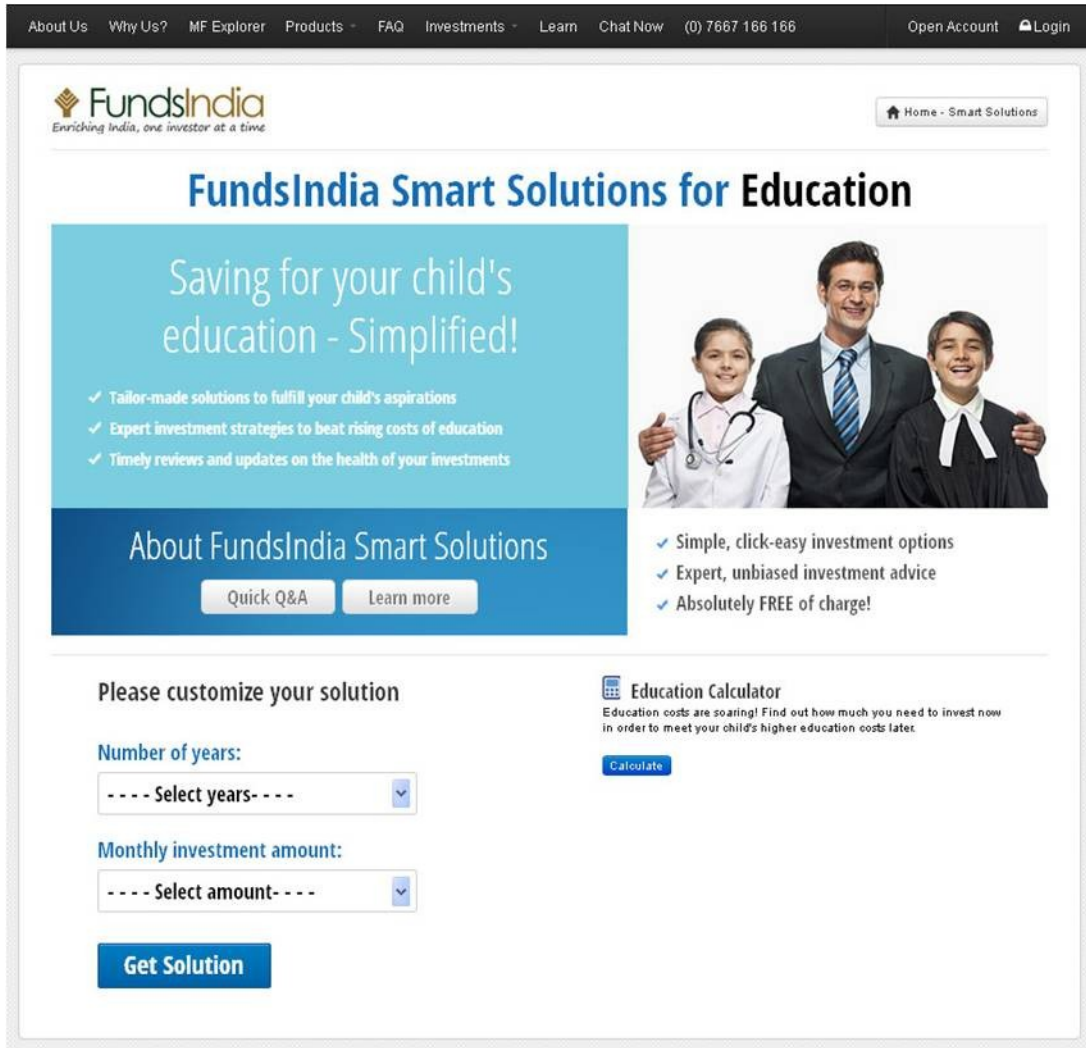 About Us Why Us? MF Explorer Products FAQ Investments Learn Chat Now (0) 7667 166 166 Open Account Login
FundsIndia
Enriching India, one investor at a time
Home - Smart Solutions
FundsIndia Smart Solutions for Education
Saving for your child's
education - Simplified!
Tailor-made solutions to fulfill your child's aspirations
Expert investment strategies to beat rising costs of education
Timely reviews and updates on the health of your investments
About FundsIndia Smart Solutions
Quick Q&A Learn more
Simple, click-easy investment options
Expert, unbiased investment advice
Absolutely FREE of charge!
Please customize your solution
Number of years:
- - - - Select years- - - -
Monthly investment amount:
- - - - Select amount- - - -
Get Solution
Education Calculator
Education costs are soaring! Find out how much you need to invest now
in order to meet your child's higher education costs later.
Calculate